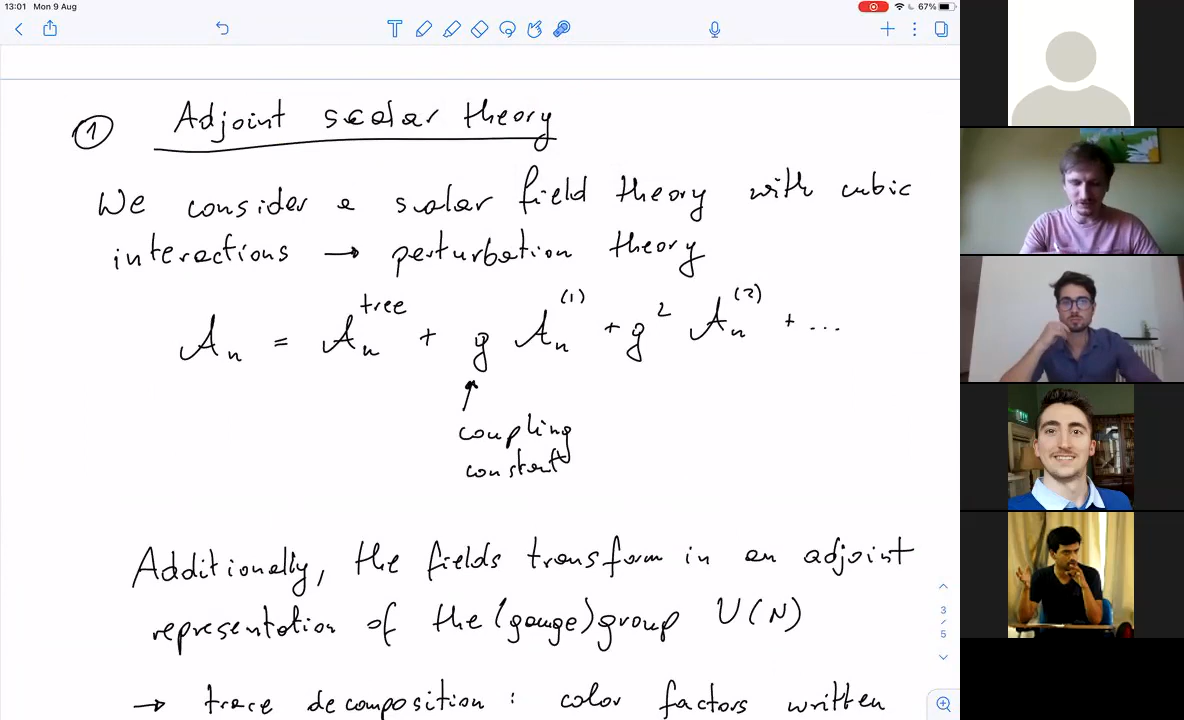 13:01 Mon 9 Aug
67%
① Adjoint scalar theory
We consider a scalar field theory with cubic
interactions → perturbation theory
𝒜ₙ = 𝒜ₙ^tree + g 𝒜ₙ^(1) + g² 𝒜ₙ^(2) + ...
↑
coupling
constant
Additionally, the fields transform in an adjoint
representation of the (gauge) group U(N)
→ trace decomposition : color factors written
3
/
5